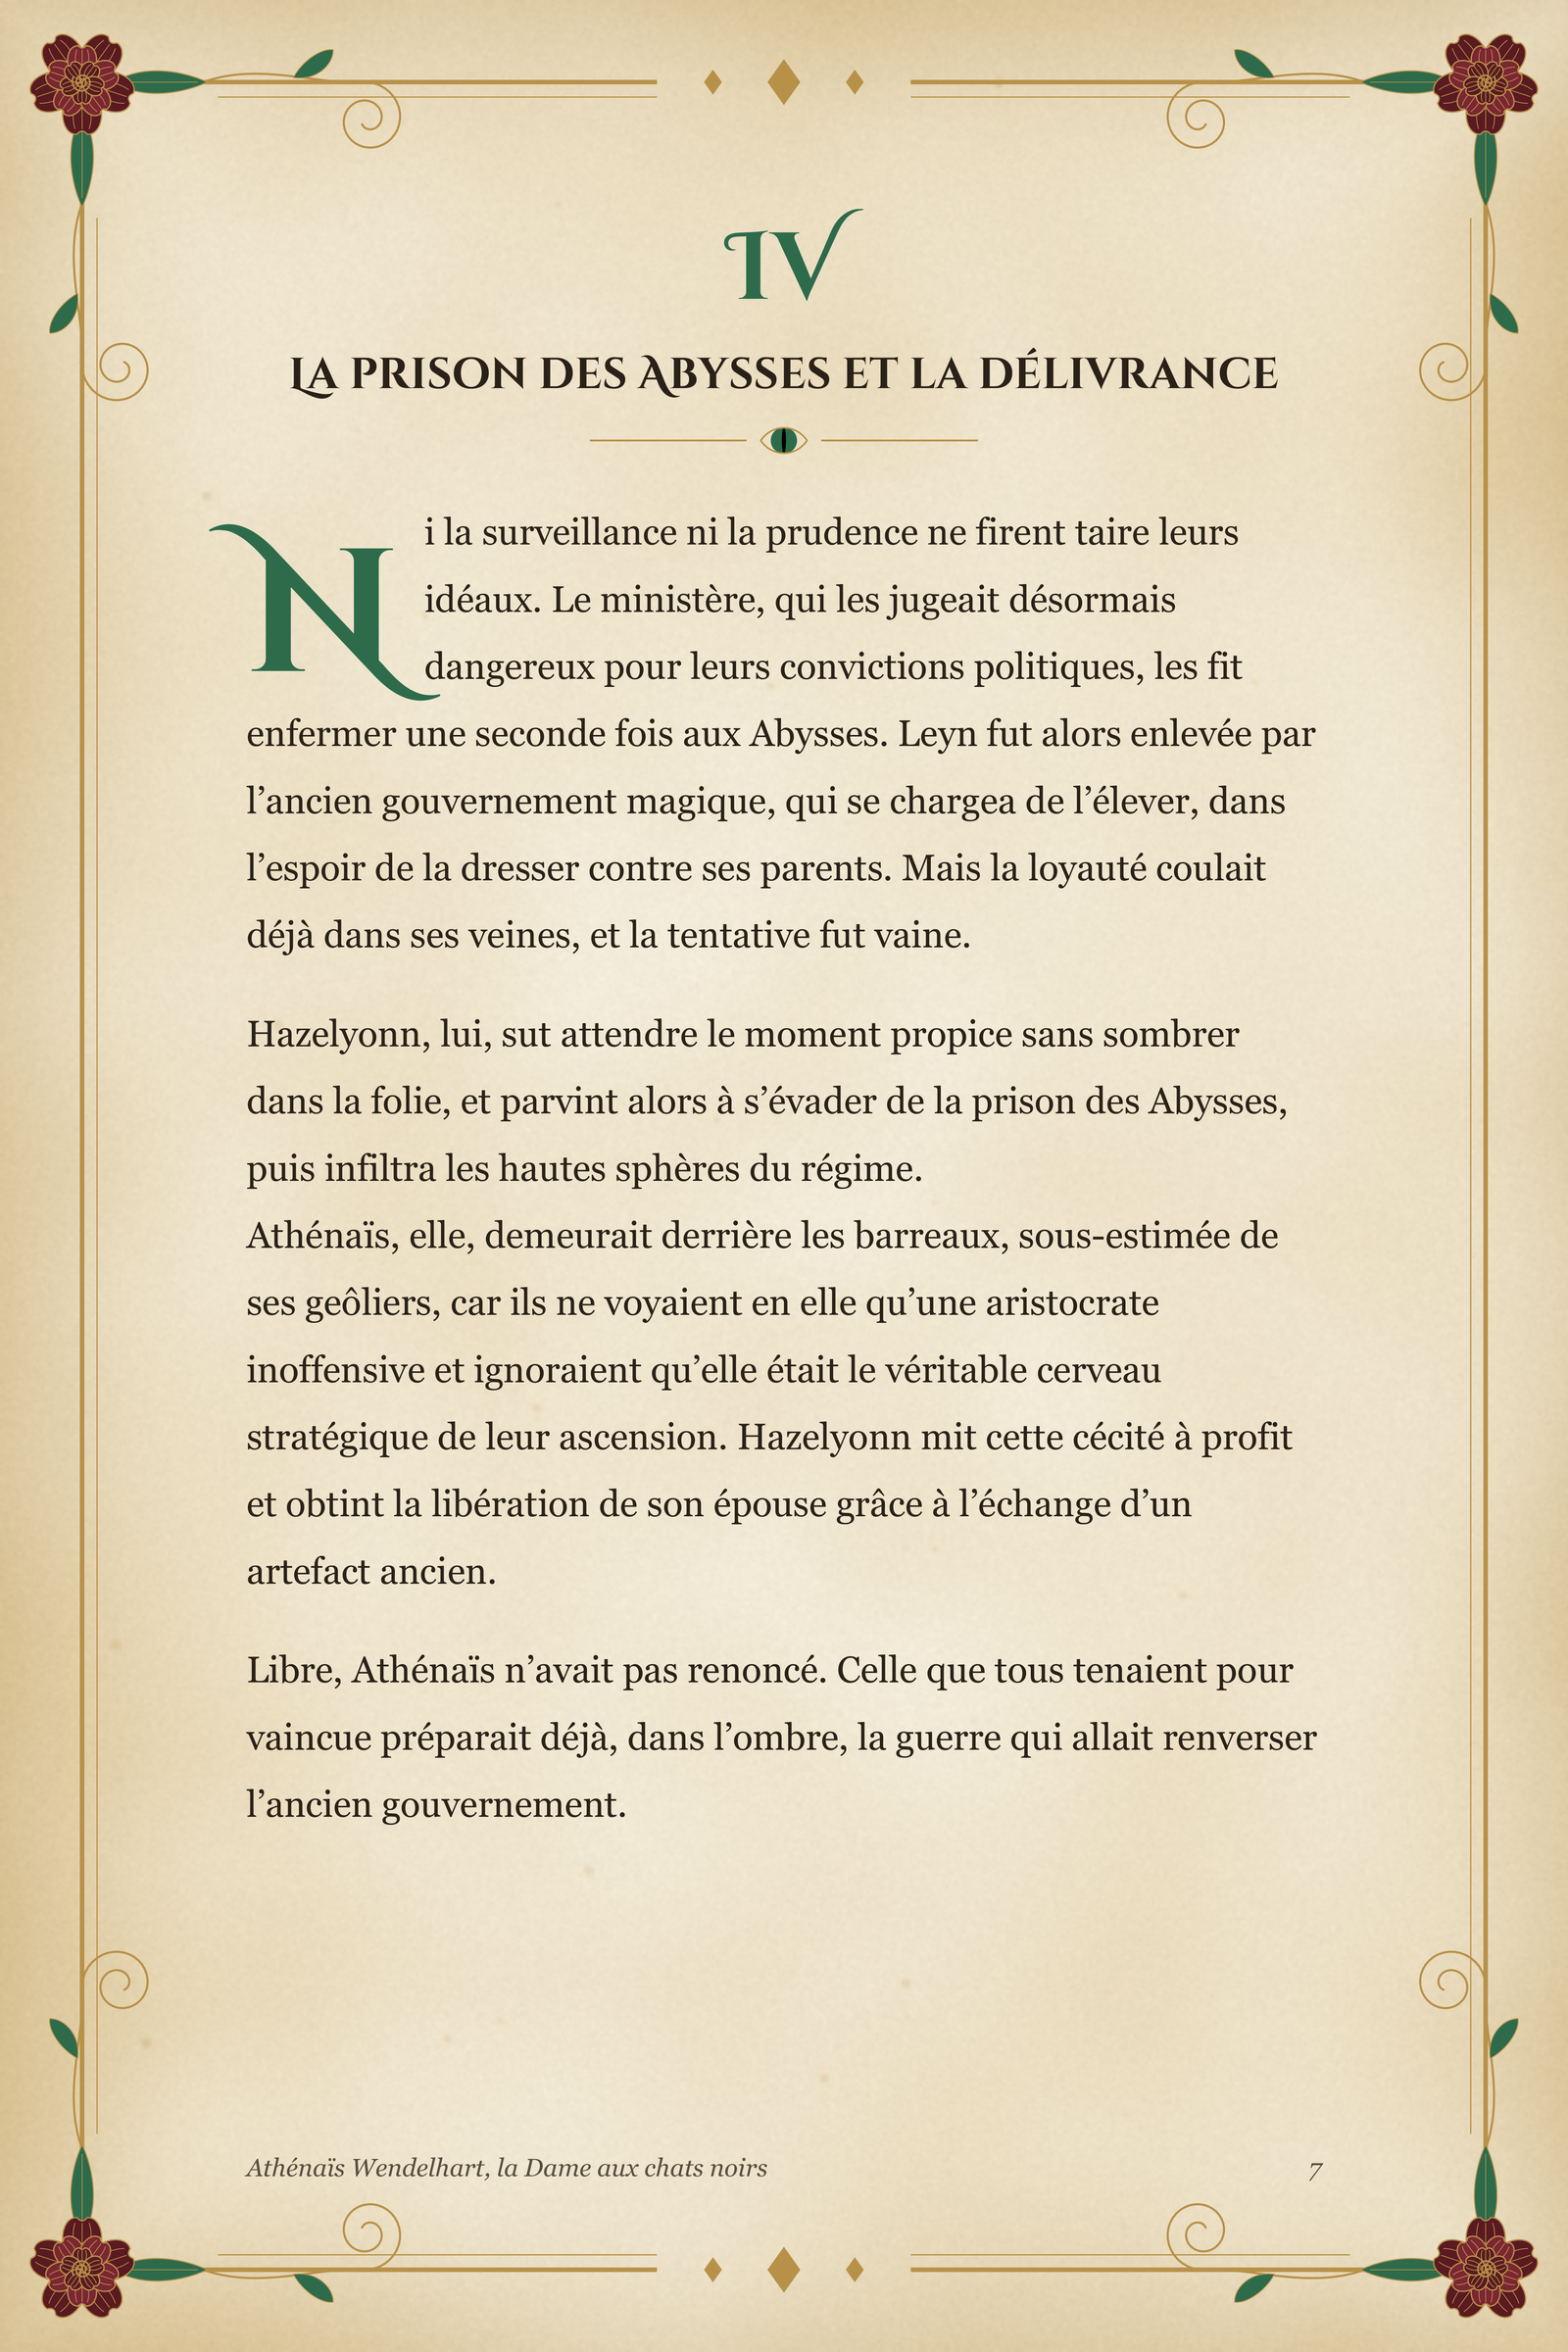 IV
La prison des Abysses et la délivrance
Ni la surveillance ni la prudence ne firent taire leurs
idéaux. Le ministère, qui les jugeait désormais
dangereux pour leurs convictions politiques, les fit
enfermer une seconde fois aux Abysses. Leyn fut alors enlevée par
l’ancien gouvernement magique, qui se chargea de l’élever, dans
l’espoir de la dresser contre ses parents. Mais la loyauté coulait
déjà dans ses veines, et la tentative fut vaine.
Hazelyonn, lui, sut attendre le moment propice sans sombrer
dans la folie, et parvint alors à s’évader de la prison des Abysses,
puis infiltra les hautes sphères du régime.
Athénaïs, elle, demeurait derrière les barreaux, sous-estimée de
ses geôliers, car ils ne voyaient en elle qu’une aristocrate
inoffensive et ignoraient qu’elle était le véritable cerveau
stratégique de leur ascension. Hazelyonn mit cette cécité à profit
et obtint la libération de son épouse grâce à l’échange d’un
artefact ancien.
Libre, Athénaïs n’avait pas renoncé. Celle que tous tenaient pour
vaincue préparait déjà, dans l’ombre, la guerre qui allait renverser
l’ancien gouvernement.
Athénaïs Wendelhart, la Dame aux chats noirs
7